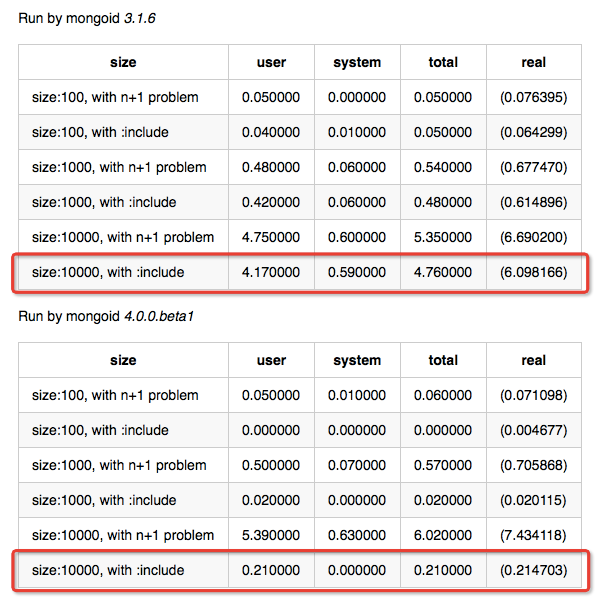 Run by mongoid 3.1.6
size user system total real
size:100, with n+1 problem 0.050000 0.000000 0.050000 (0.076395)
size:100, with :include 0.040000 0.010000 0.050000 (0.064299)
size:1000, with n+1 problem 0.480000 0.060000 0.540000 (0.677470)
size:1000, with :include 0.420000 0.060000 0.480000 (0.614896)
size:10000, with n+1 problem 4.750000 0.600000 5.350000 (6.690200)
size:10000, with :include 4.170000 0.590000 4.760000 (6.098166)
Run by mongoid 4.0.0.beta1
size user system total real
size:100, with n+1 problem 0.050000 0.010000 0.060000 (0.071098)
size:100, with :include 0.000000 0.000000 0.000000 (0.004677)
size:1000, with n+1 problem 0.500000 0.070000 0.570000 (0.705868)
size:1000, with :include 0.020000 0.000000 0.020000 (0.020115)
size:10000, with n+1 problem 5.390000 0.630000 6.020000 (7.434118)
size:10000, with :include 0.210000 0.000000 0.210000 (0.214703)